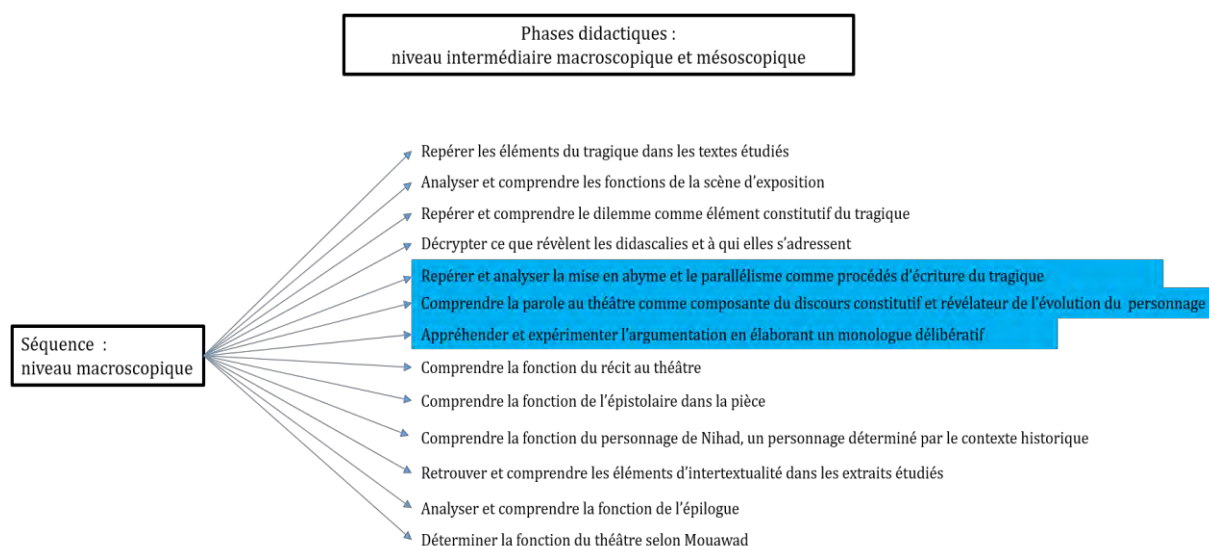 Phases didactiques :
niveau intermédiaire macroscopique et mésoscopique
Repérer les éléments du tragique dans les textes étudiés
Analyser et comprendre les fonctions de la scène d’exposition
Repérer et comprendre le dilemme comme élément constitutif du tragique
Décrypter ce que révèlent les didascalies et à qui elles s’adressent
Repérer et analyser la mise en abyme et le parallélisme comme procédés d’écriture du tragique
Comprendre la parole au théâtre comme composante du discours constitutif et révélateur de l’évolution du personnage
Appréhender et expérimenter l’argumentation en élaborant un monologue délibératif
Séquence :
niveau macroscopique
Comprendre la fonction du récit au théâtre
Comprendre la fonction de l’épistolaire dans la pièce
Comprendre la fonction du personnage de Nihad, un personnage déterminé par le contexte historique
Retrouver et comprendre les éléments d’intertextualité dans les extraits étudiés
Analyser et comprendre la fonction de l’épilogue
Déterminer la fonction du théâtre selon Mouawad